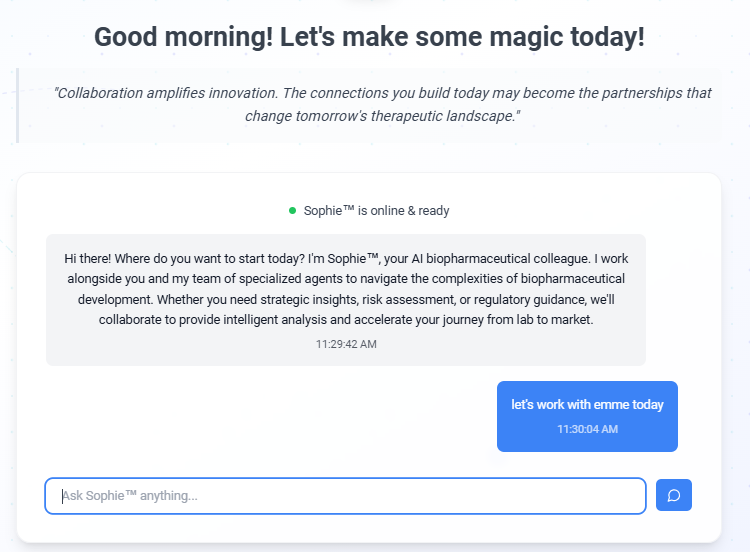 Good morning! Let's make some magic today!
"Collaboration amplifies innovation. The connections you build today may become the partnerships that
change tomorrow's therapeutic landscape."
Sophie™ is online & ready
Hi there! Where do you want to start today? I'm Sophie™, your AI biopharmaceutical colleague. I work
alongside you and my team of specialized agents to navigate the complexities of biopharmaceutical
development. Whether you need strategic insights, risk assessment, or regulatory guidance, we'll
collaborate to provide intelligent analysis and accelerate your journey from lab to market.
11:29:42 AM
let's work with emme today
11:30:04 AM
Ask Sophie™ anything...